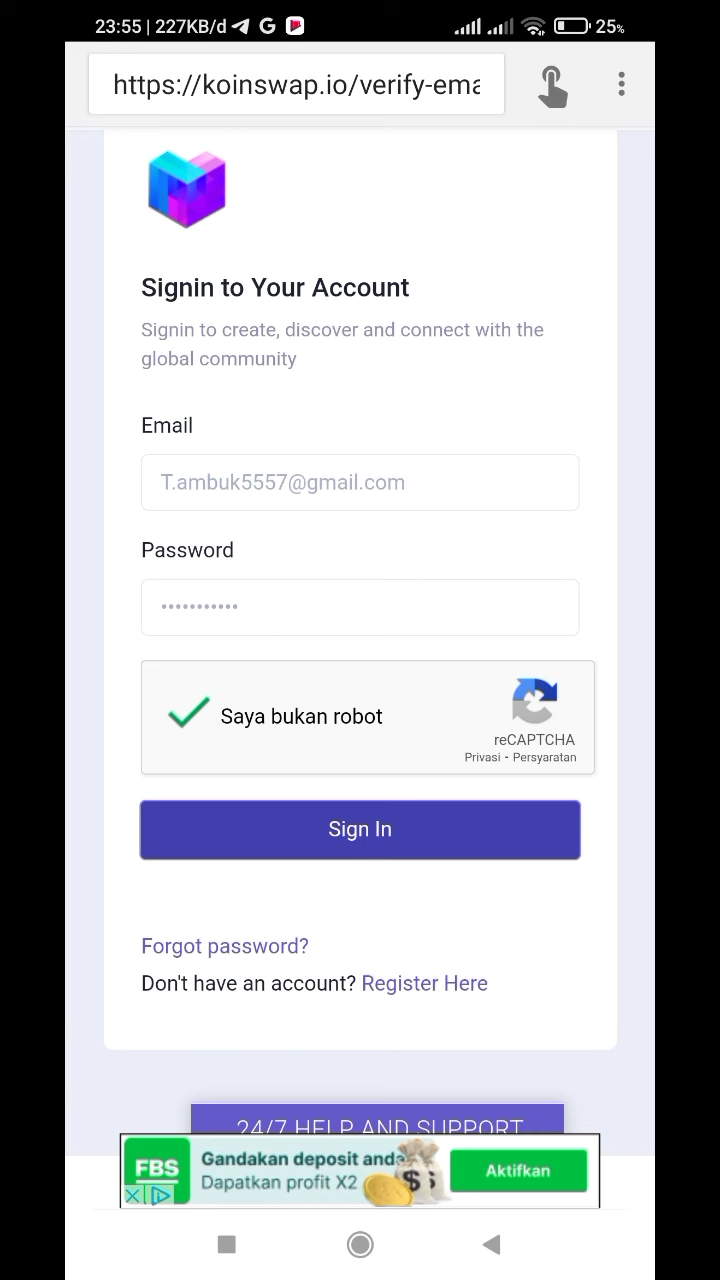 23:55 | 227KB/d
25%
https://koinswap.io/verify-ema
Signin to Your Account
Signin to create, discover and connect with the
global community
Email
T.ambuk5557@gmail.com
Password
Saya bukan robot
reCAPTCHA
Privasi - Persyaratan
Sign In
Forgot password?
Don't have an account? Register Here
24/7 HELP AND SUPPORT
FBS
Gandakan deposit anda
Dapatkan profit X2
Aktifkan